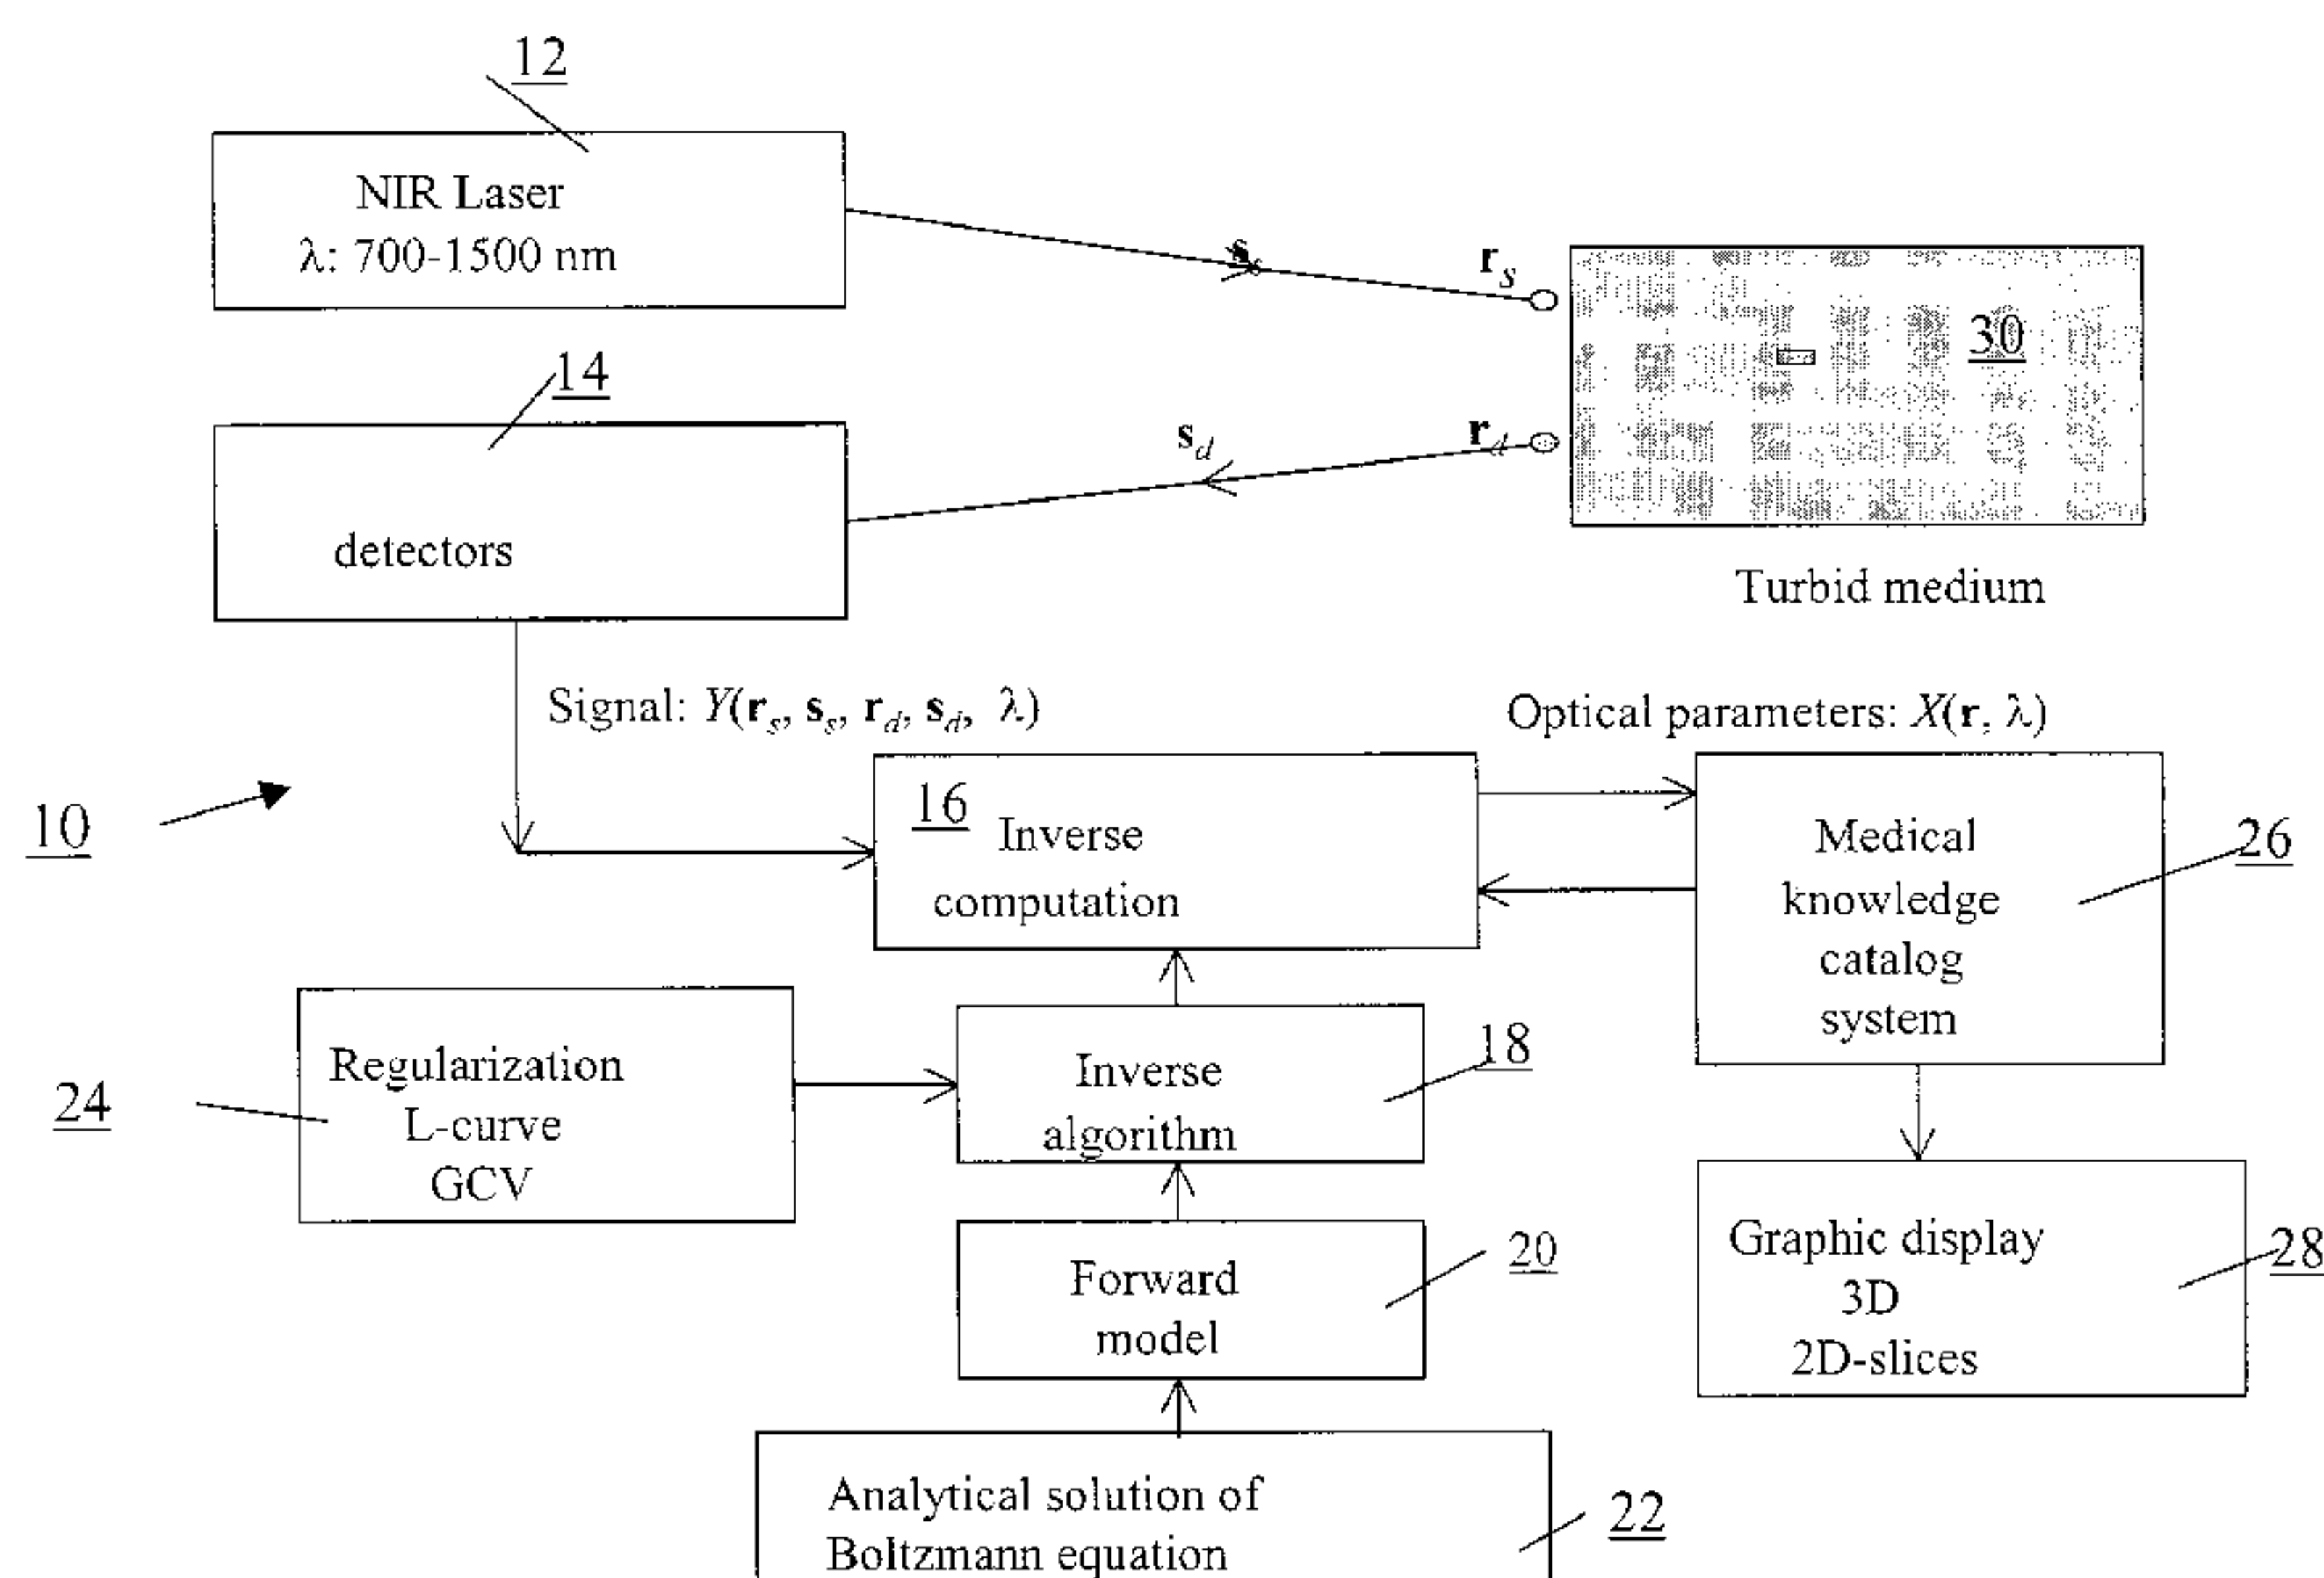 12
NIR Laser
λ: 700-1500 nm
s_s
r_s
30
14
detectors
s_d
r_d
Turbid medium
Signal: Y(r_s, s_s, r_d, s_d, λ)
Optical parameters: X(r, λ)
10
16
Inverse
computation
Medical
knowledge
catalog
system
26
24
Regularization
L-curve
GCV
Inverse
algorithm
18
Forward
model
20
Graphic display
3D
2D-slices
28
Analytical solution of
Boltzmann equation
22